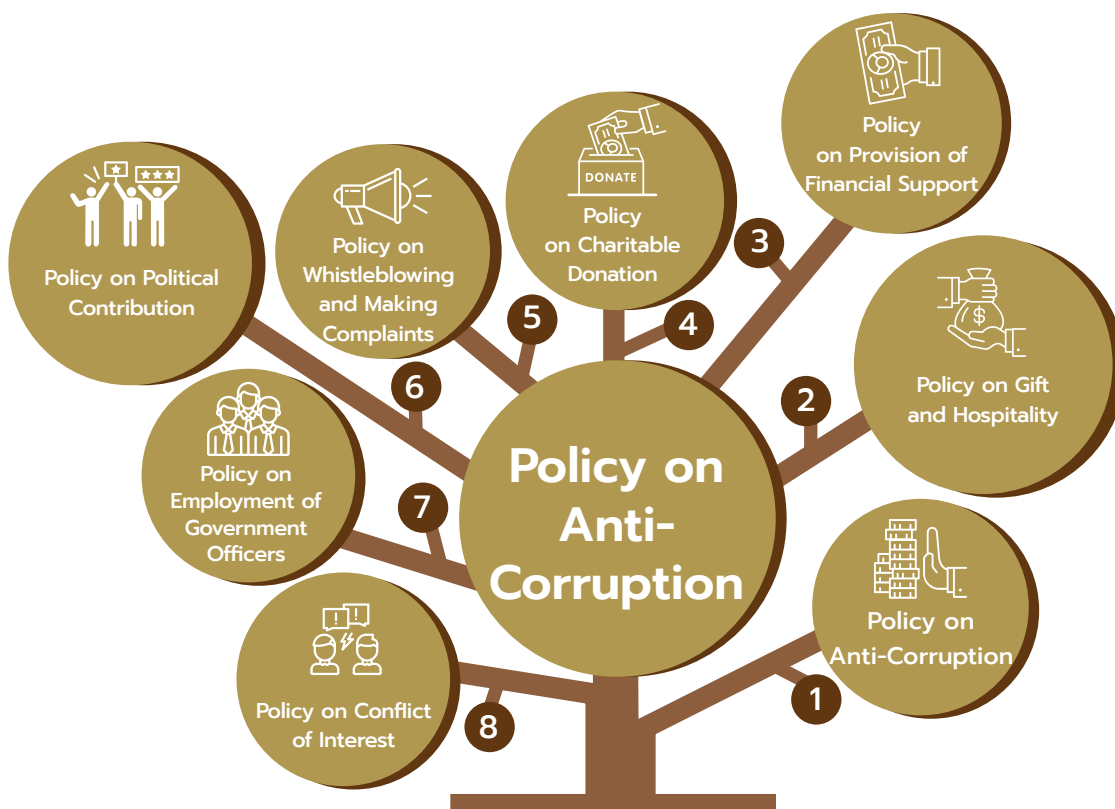 Policy on
Anti-
Corruption
1
Policy on
Anti-Corruption
2
Policy on Gift
and Hospitality
3
Policy
on Provision of
Financial Support
4
DONATE
Policy
on Charitable
Donation
5
Policy on
Whistleblowing
and Making
Complaints
6
Policy on Political
Contribution
7
Policy on
Employment of
Government
Officers
8
! !
Policy on Conflict
of Interest
$